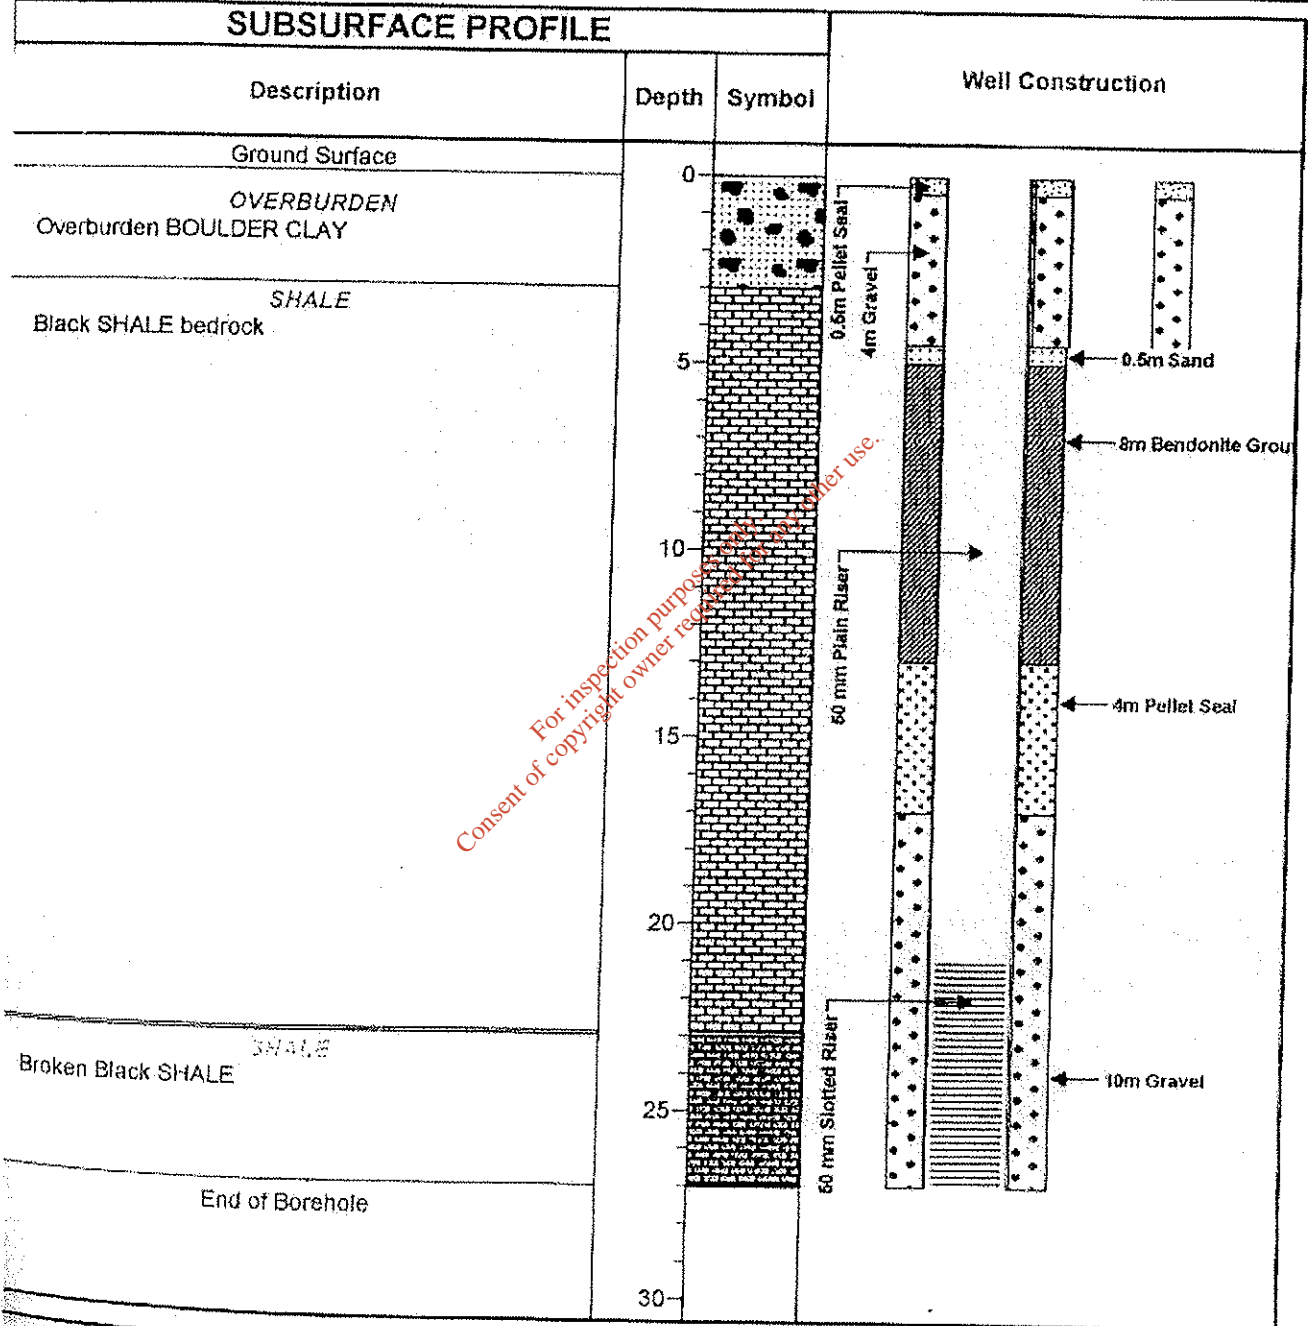 SUBSURFACE PROFILE
Description
Depth
Symbol
Well Construction
Ground Surface
OVERBURDEN
Overburden BOULDER CLAY
SHALE
Black SHALE bedrock
SHALE
Broken Black SHALE
End of Borehole
0
5
10
15
20
25
30
0.5m Pellet Seal
4m Gravel
50 mm Plain Riser
50 mm Slotted Riser
0.5m Sand
8m Bendonite Grou
4m Pellet Seal
10m Gravel
For inspection purposes only.
Consent of copyright owner required for any other use.